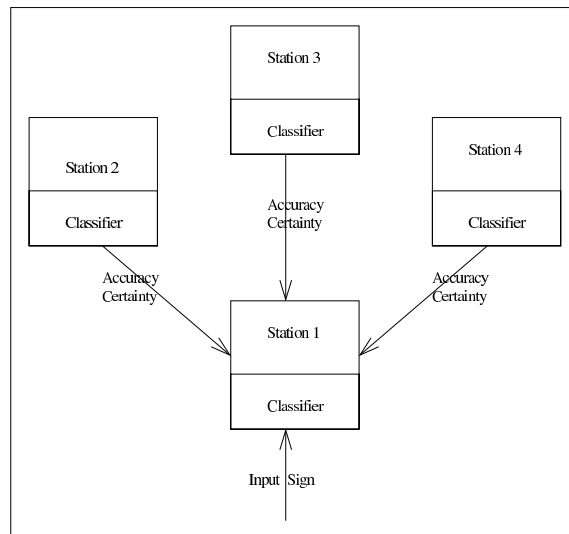 Station 3
Classifier
Station 2
Classifier
Station 4
Classifier
Accuracy
Certainty
Accuracy
Certainty
Accuracy
Certainty
Station 1
Classifier
Input Sign